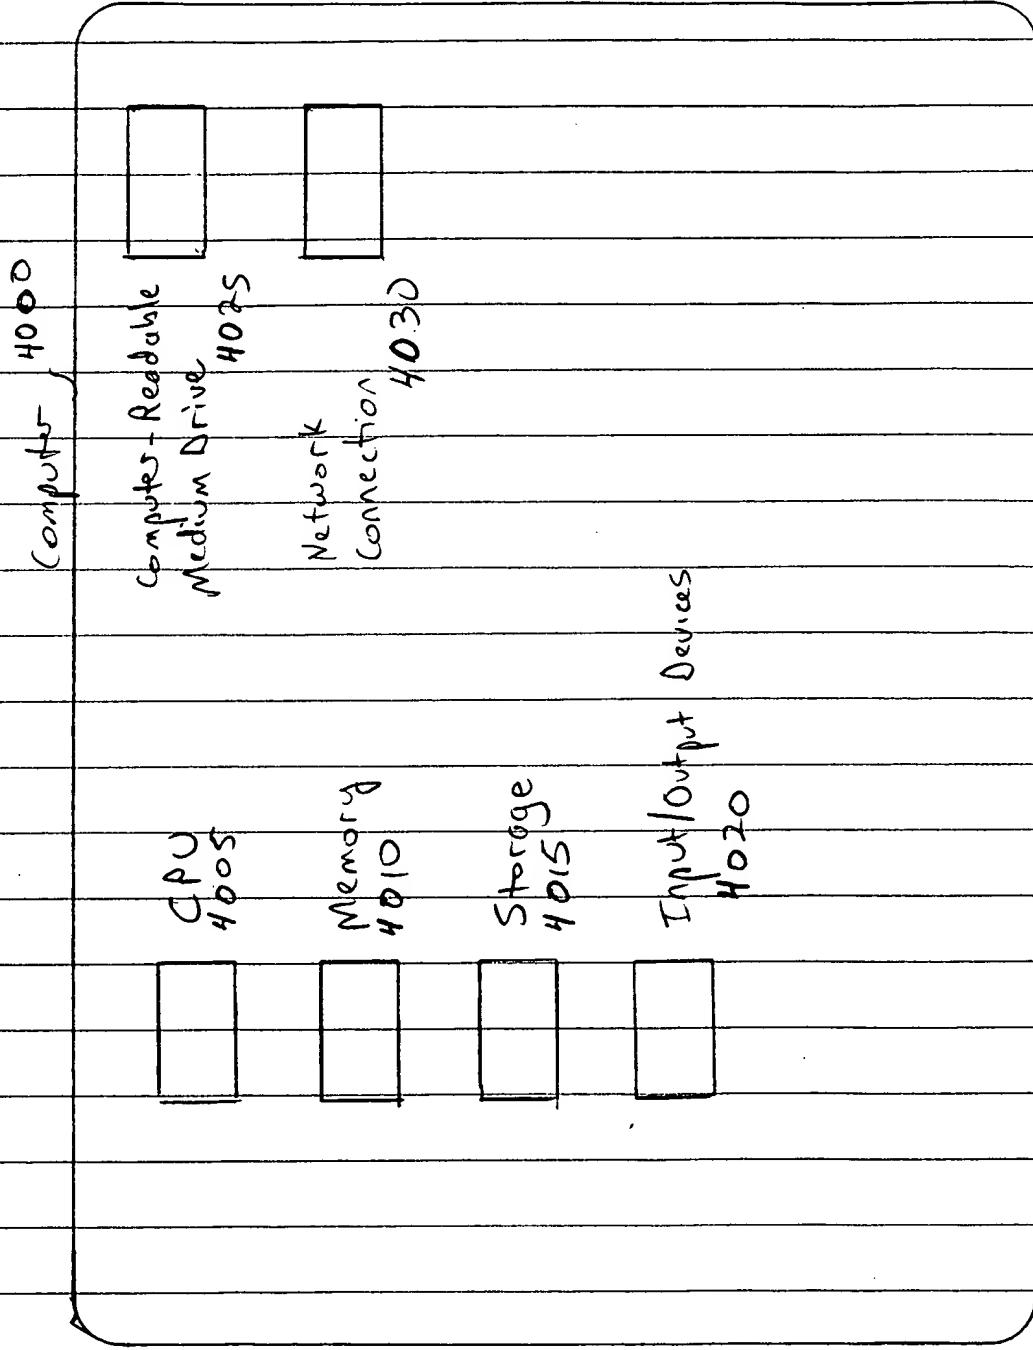 Computer 4000
CPU
4005
Memory
4010
Storage
4015
Input/Output Devices
4020
Computer-Readable
Medium Drive
4025
Network
Connection
4030